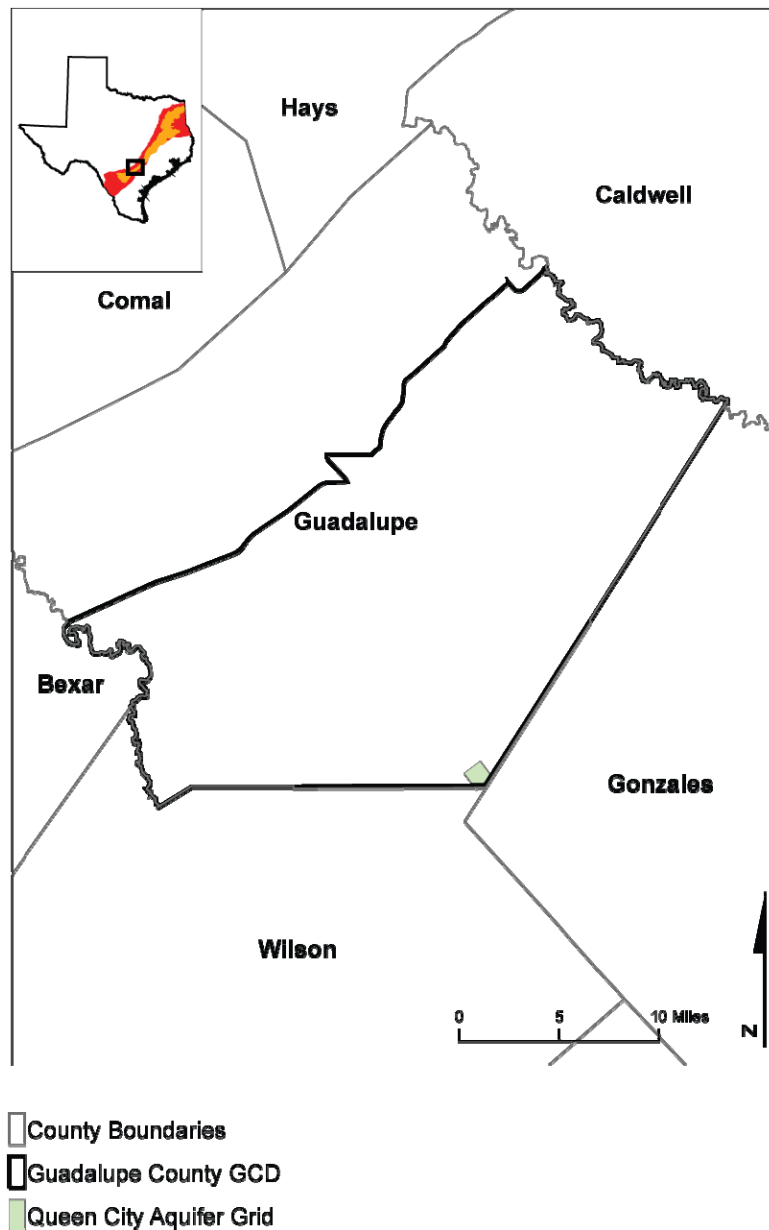 Hays
Caldwell
Comal
Guadalupe
Bexar
Gonzales
Wilson
0 5 10 Miles
N
County Boundaries
Guadalupe County GCD
Queen City Aquifer Grid